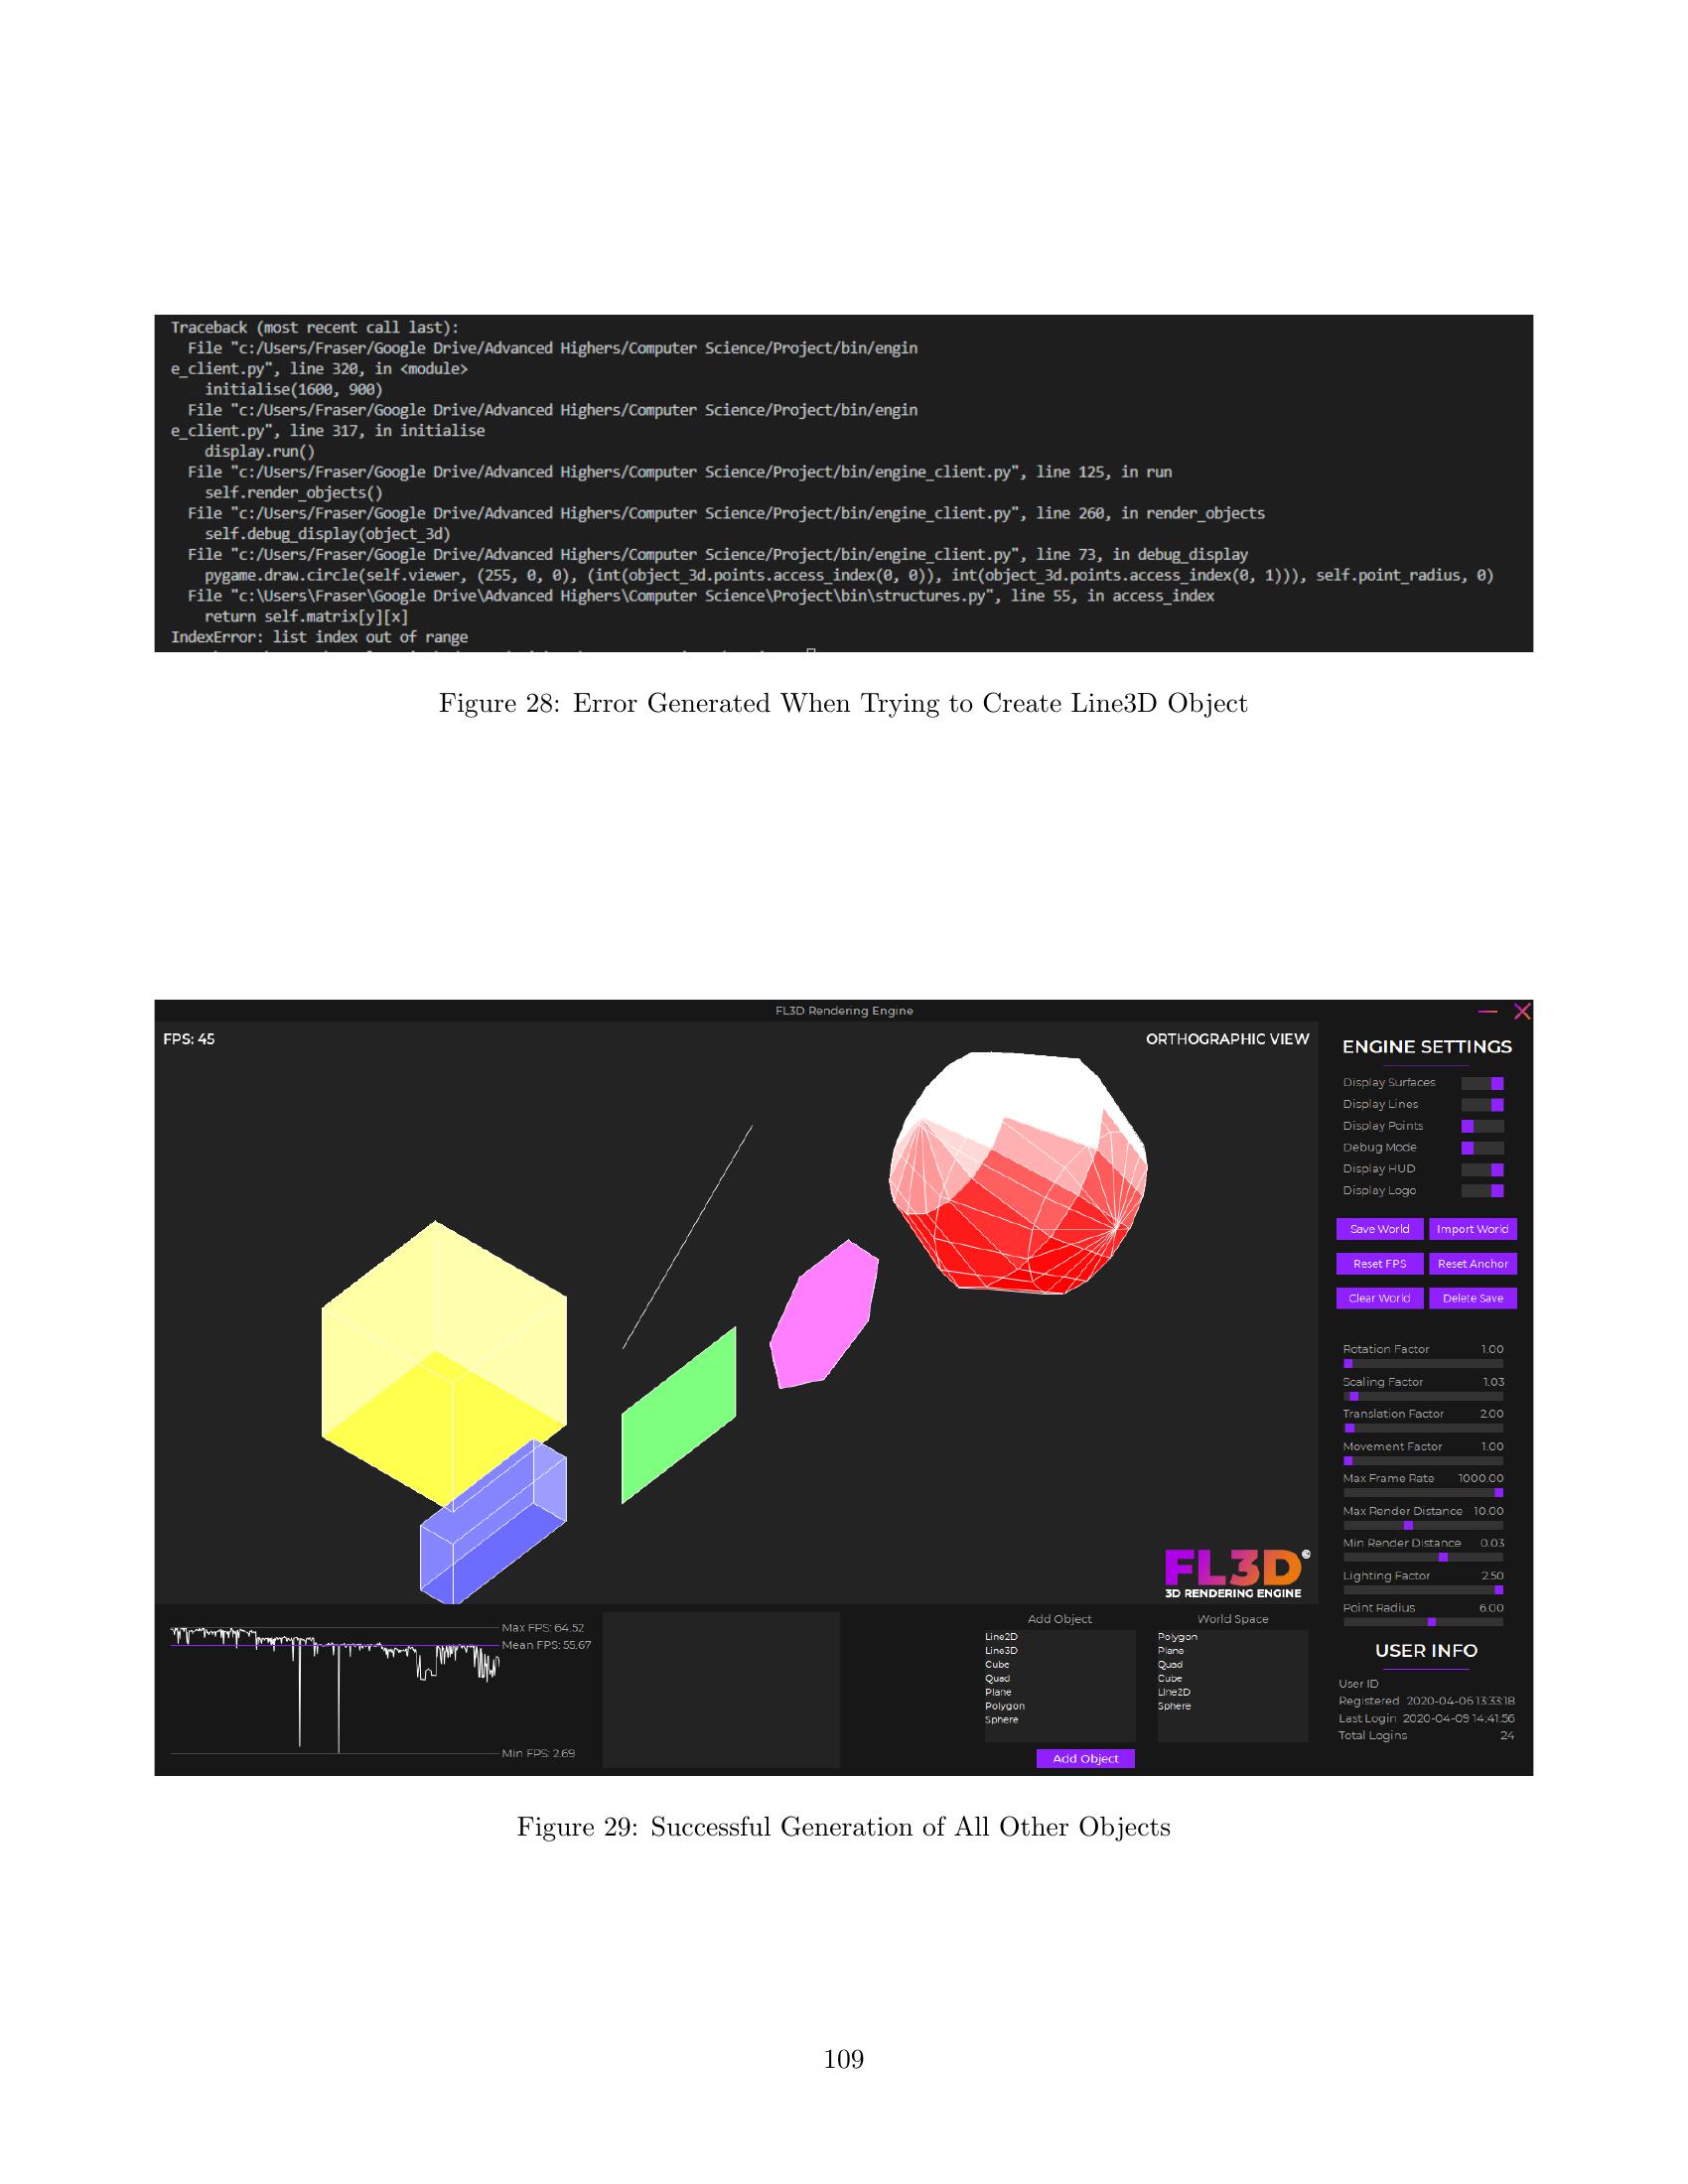 Traceback (most recent call last):
File "c:/Users/Fraser/Google Drive/Advanced Highers/Computer Science/Project/bin/engin
e_client.py", line 320, in <module>
initialise(1600, 900)
File "c:/Users/Fraser/Google Drive/Advanced Highers/Computer Science/Project/bin/engin
e_client.py", line 317, in initialise
display.run()
File "c:/Users/Fraser/Google Drive/Advanced Highers/Computer Science/Project/bin/engine_client.py", line 125, in run
self.render_objects()
File "c:/Users/Fraser/Google Drive/Advanced Highers/Computer Science/Project/bin/engine_client.py", line 260, in render_objects
self.debug_display(object_3d)
File "c:/Users/Fraser/Google Drive/Advanced Highers/Computer Science/Project/bin/engine_client.py", line 73, in debug_display
pygame.draw.circle(self.viewer, (255, 0, 0), (int(object_3d.points.access_index(0, 0)), int(object_3d.points.access_index(0, 1))), self.point_radius, 0)
File "c:\Users\Fraser\Google Drive\Advanced Highers\Computer Science\Project\bin\structures.py", line 55, in access_index
return self.matrix[y][x]
IndexError: list index out of range
Figure 28: Error Generated When Trying to Create Line3D Object
FL3D Rendering Engine
FPS: 45
ORTHOGRAPHIC VIEW
FL3D
3D RENDERING ENGINE
ENGINE SETTINGS
Display Surfaces
Display Lines
Display Points
Debug Mode
Display HUD
Display Logo
Save World Import World
Reset FPS Reset Anchor
Clear World Delete Save
Rotation Factor 1.00
Scaling Factor 1.03
Translation Factor 2.00
Movement Factor 1.00
Max Frame Rate 1000.00
Max Render Distance 10.00
Min Render Distance 0.03
Lighting Factor 2.50
Point Radius 6.00
Max FPS: 64.52
Mean FPS: 55.67
Min FPS: 2.69
Add Object
Line2D
Line3D
Cube
Quad
Plane
Polygon
Sphere
Add Object
World Space
Polygon
Plane
Quad
Cube
Line2D
Sphere
USER INFO
User ID
Registered 2020-04-06 13:33:18
Last Login 2020-04-09 14:41:56
Total Logins 24
Figure 29: Successful Generation of All Other Objects
109